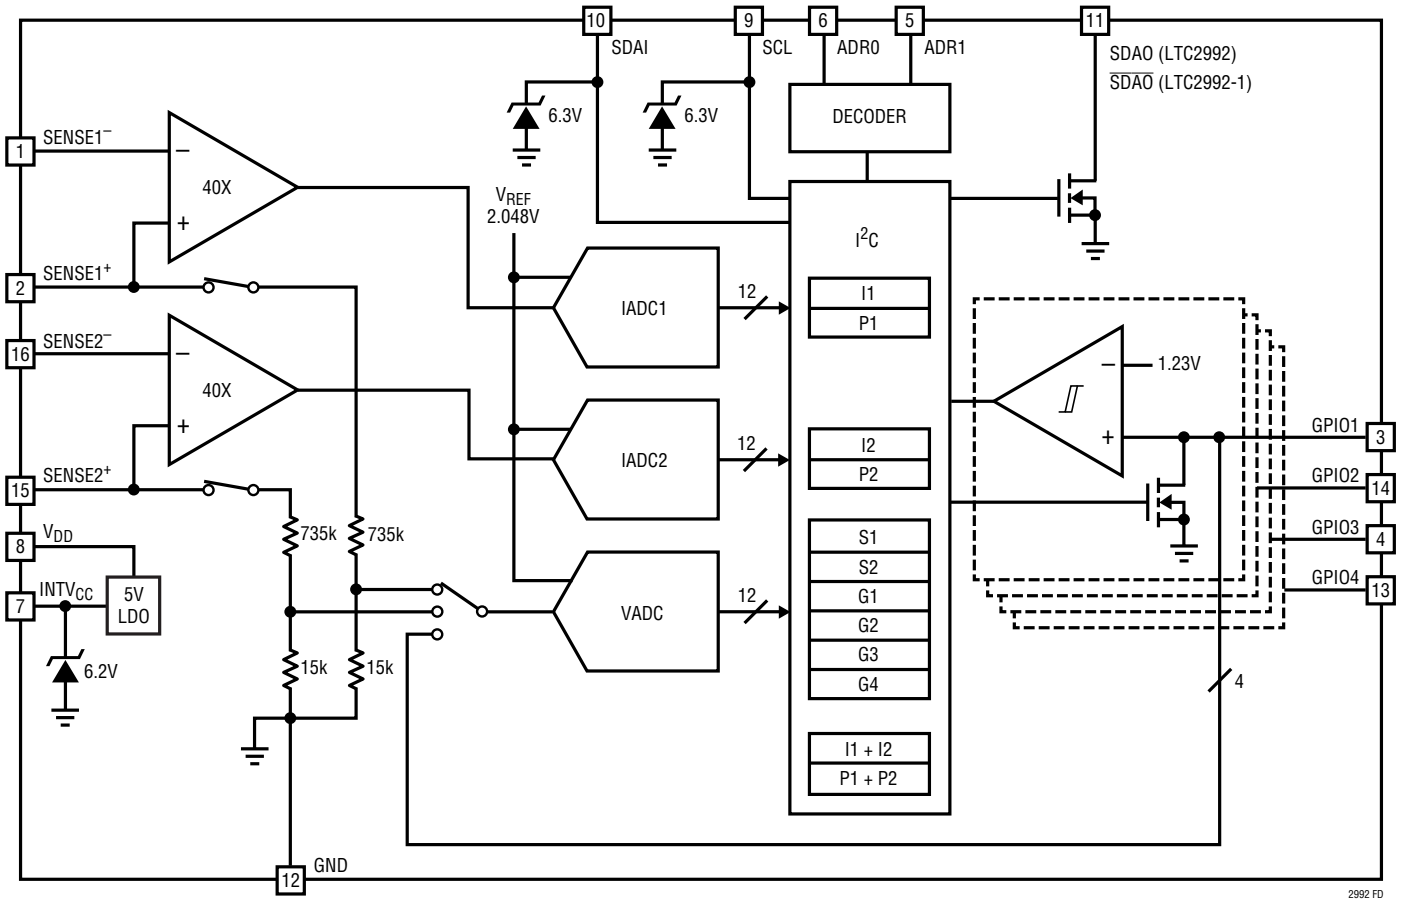 10
9
6
5
11
SDAI
SCL
ADR0
ADR1
SDAO (LTC2992)
SDAO (LTC2992-1)
6.3V
6.3V
DECODER
1
SENSE1–
–
40X
+
VREF
2.048V
I2C
2
SENSE1+
IADC1
12
I1
P1
16
SENSE2–
–
40X
+
–
1.23V
+
GPIO1
3
IADC2
12
I2
P2
15
SENSE2+
GPIO2
14
8
VDD
735k
735k
GPIO3
4
7
INTVCC
5V
LDO
GPIO4
13
VADC
12
S1
S2
G1
G2
G3
G4
6.2V
15k
15k
4
I1 + I2
P1 + P2
12
GND
2992 FD